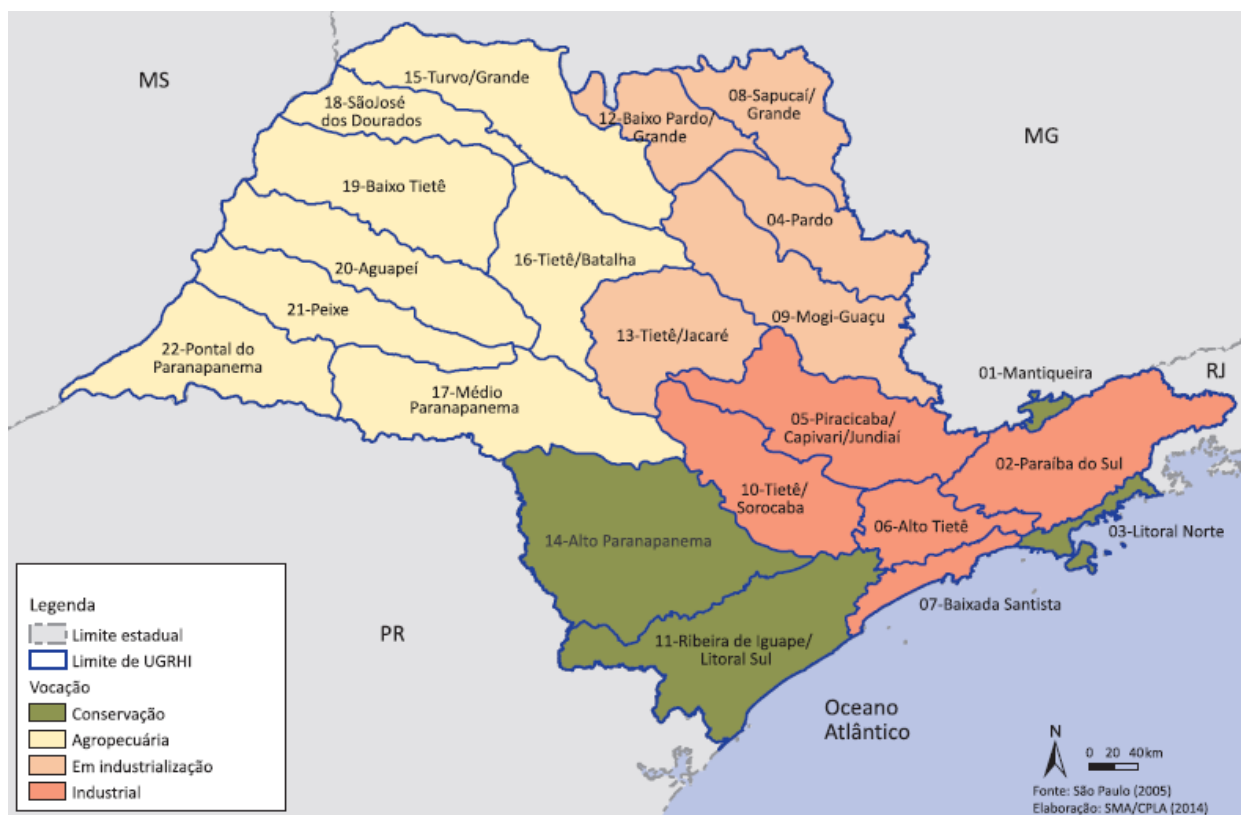 MS
MG
RJ
PR
15-Turvo/Grande
18-SãoJosé
dos Dourados
19-Baixo Tietê
20-Aguapeí
21-Peixe
22-Pontal do
Paranapanema
17-Médio
Paranapanema
16-Tietê/Batalha
12-Baixo Pardo/
Grande
08-Sapucaí/
Grande
04-Pardo
09-Mogi-Guaçu
13-Tietê/Jacaré
01-Mantiqueira
05-Piracicaba/
Capivari/Jundiaí
02-Paraíba do Sul
10-Tietê/
Sorocaba
06-Alto Tietê
03-Litoral Norte
14-Alto Paranapanema
07-Baixada Santista
11-Ribeira de Iguape/
Litoral Sul
Oceano
Atlântico
Legenda
Limite estadual
Limite de UGRHI
Vocação
Conservação
Agropecuária
Em industrialização
Industrial
N
0 20 40km
Fonte: São Paulo (2005)
Elaboração: SMA/CPLA (2014)